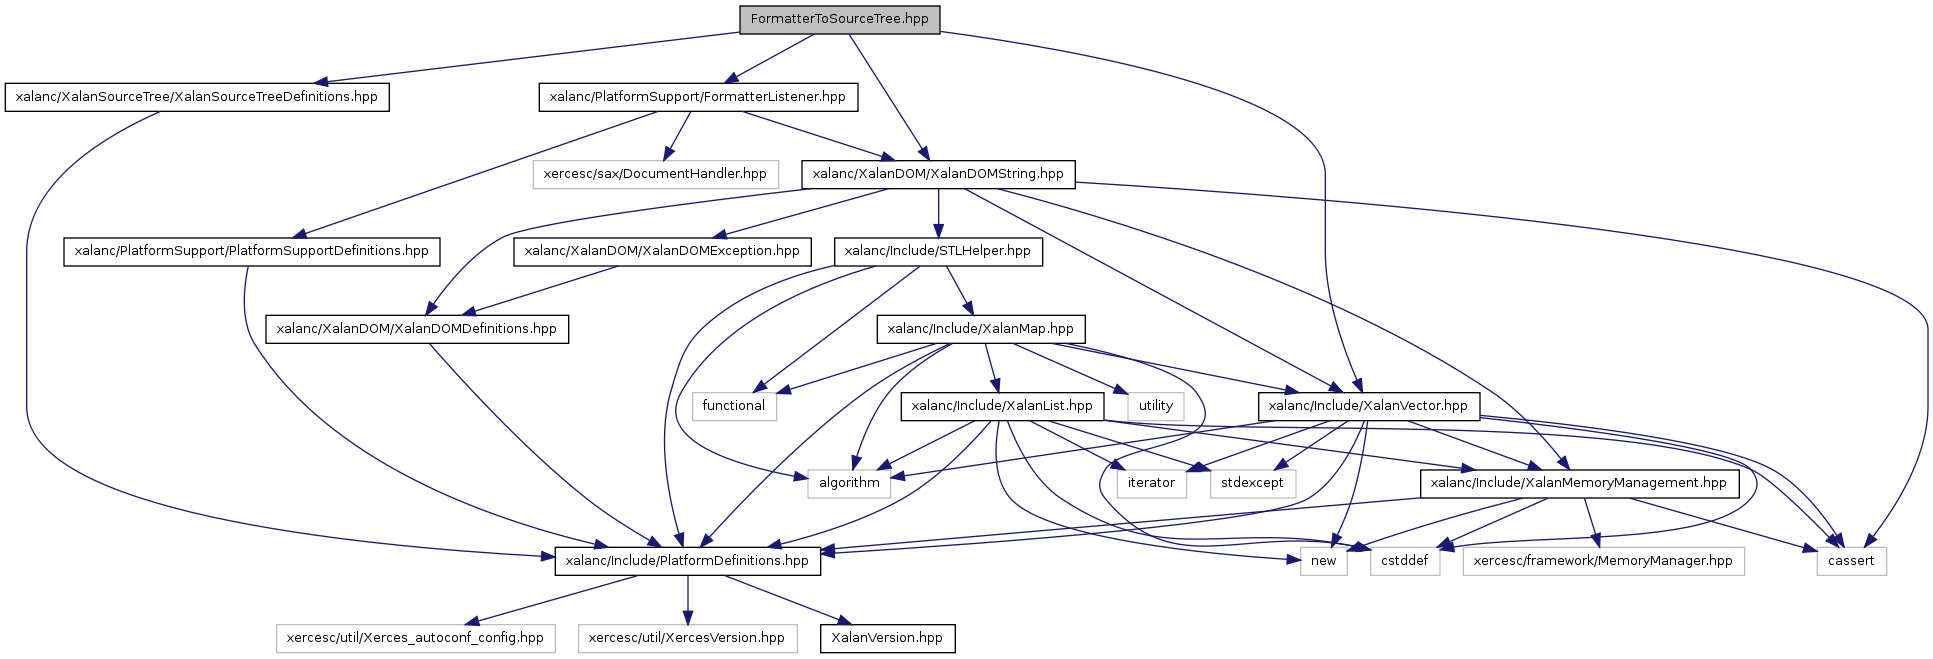 FormatterToSourceTree.hpp
xalanc/XalanSourceTree/XalanSourceTreeDefinitions.hpp
xalanc/PlatformSupport/FormatterListener.hpp
xercesc/sax/DocumentHandler.hpp
xalanc/XalanDOM/XalanDOMString.hpp
xalanc/PlatformSupport/PlatformSupportDefinitions.hpp
xalanc/XalanDOM/XalanDOMException.hpp
xalanc/Include/STLHelper.hpp
xalanc/XalanDOM/XalanDOMDefinitions.hpp
xalanc/Include/XalanMap.hpp
functional
xalanc/Include/XalanList.hpp
utility
xalanc/Include/XalanVector.hpp
algorithm
iterator
stdexcept
xalanc/Include/XalanMemoryManagement.hpp
xalanc/Include/PlatformDefinitions.hpp
new
cstddef
xercesc/framework/MemoryManager.hpp
cassert
xercesc/util/Xerces_autoconf_config.hpp
xercesc/util/XercesVersion.hpp
XalanVersion.hpp